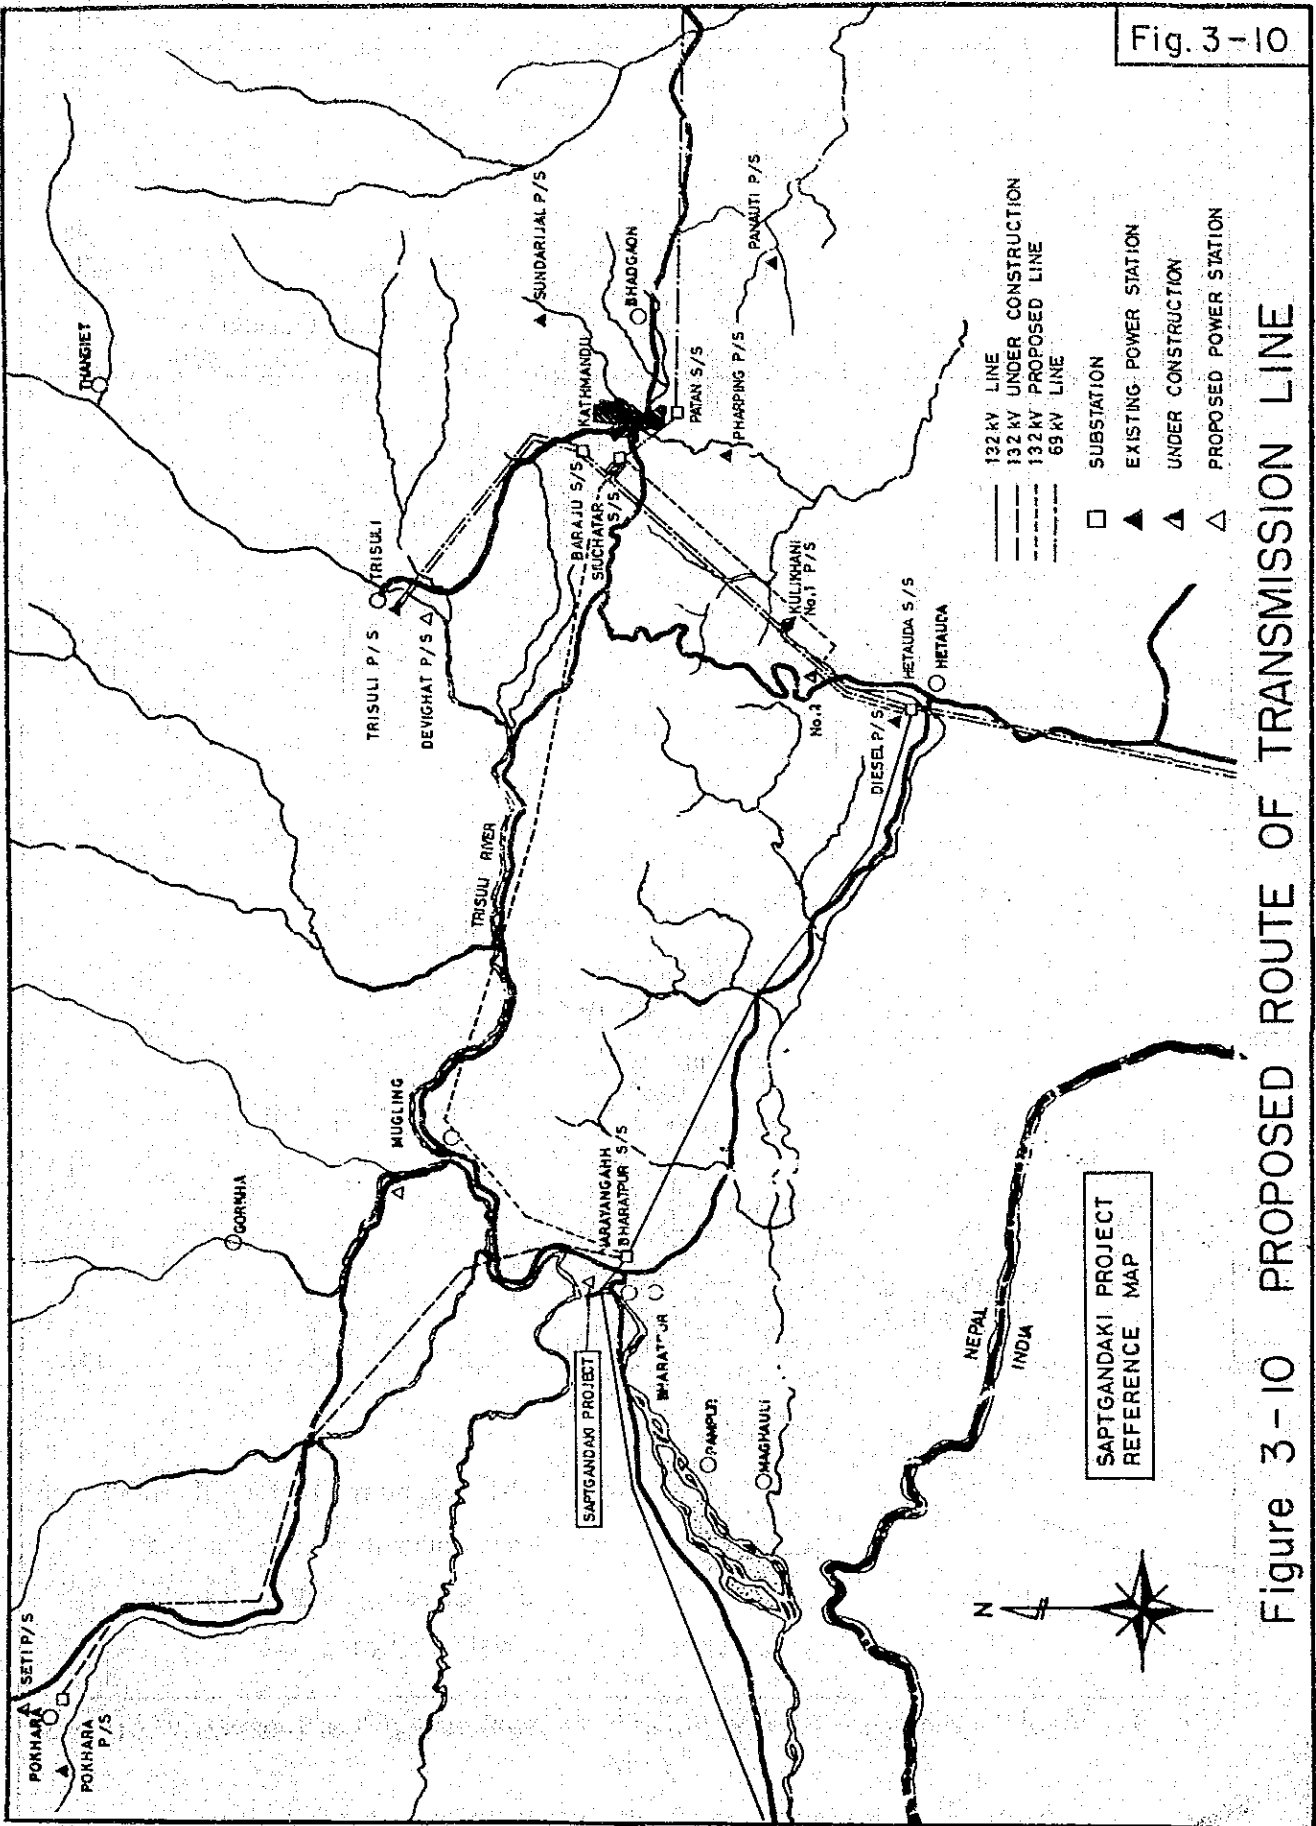 Fig. 3-10
THANSIET
SUNDARIJAL P/S
BHADGAON
KATHMANDU
PANAUTI P/S
PATAN S/S
PHARPING P/S
TRISULI
TRISULI P/S
DEVIGHAT P/S
BARAJU S/S
SIUCHATAR
S/S
KULIKHANI
No.1 P/S
No.2
HETAUDA S/S
HETAUDA
DIESEL P/S
TRISULI RIVER
MUGLING
GORKHA
NARAYANGAHH
BHARATPUR S/S
BHARATPUR
SAPTGANDAKI PROJECT
RAMPUR
MAGHAULI
SETI P/S
POKHARA
POKHARA
P/S
NEPAL
INDIA
N
132 kV LINE
132 kV UNDER CONSTRUCTION
132 kV PROPOSED LINE
69 kV LINE
SUBSTATION
EXISTING POWER STATION
UNDER CONSTRUCTION
PROPOSED POWER STATION
SAPTGANDAKI PROJECT
REFERENCE MAP
Figure 3-10 PROPOSED ROUTE OF TRANSMISSION LINE